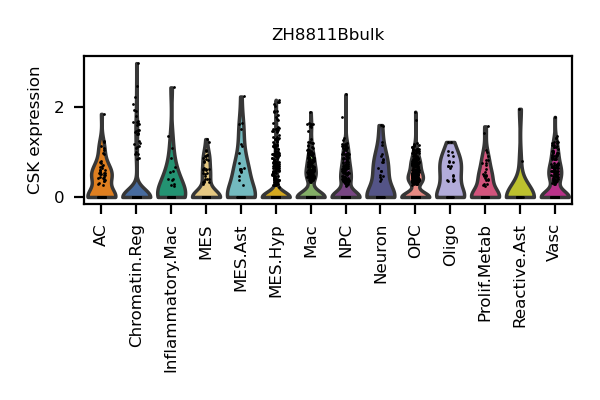 ZH8811Bbulk
CSK expression
2
0
AC
Chromatin.Reg
Inflammatory.Mac
MES
MES.Ast
MES.Hyp
Mac
NPC
Neuron
OPC
Oligo
Prolif.Metab
Reactive.Ast
Vasc